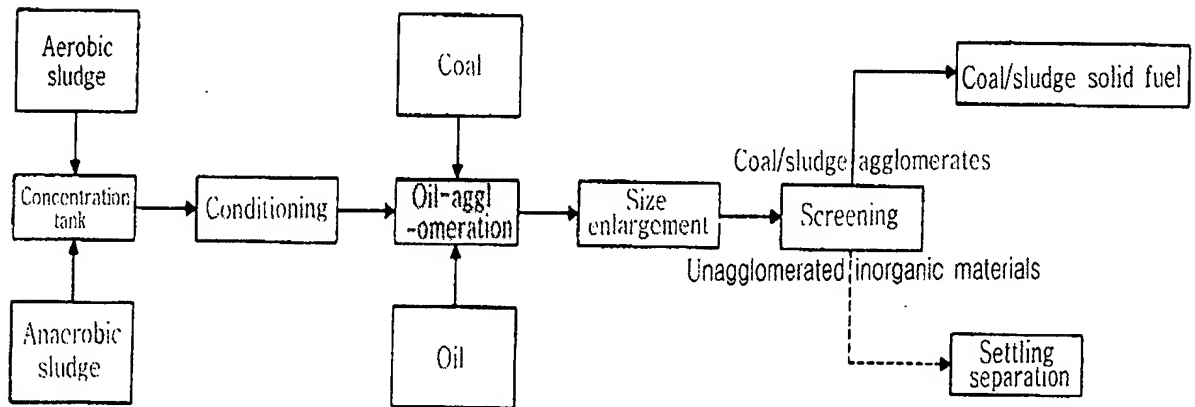 Aerobic
sludge
Coal
Coal/sludge solid fuel
Coal/sludge agglomerates
Concentration
tank
Conditioning
Oil-aggl
-omeration
Size
enlargement
Screening
Unagglomerated inorganic materials
Anaerobic
sludge
Oil
Settling
separation